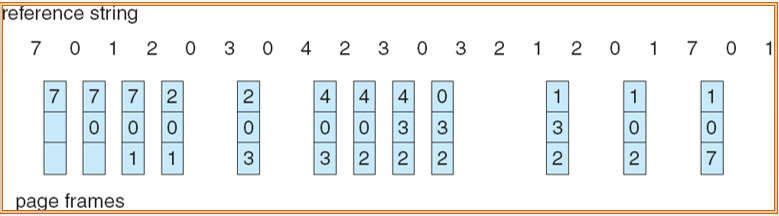 reference string
7 0 1 2 0 3 0 4 2 3 0 3 2 1 2 0 1 7 0 1
7 7 7 2 2 4 4 4 0 1 1 1
0 0 0 0 0 0 3 3 3 0 0
1 1 3 3 2 2 2 2 2 7
page frames